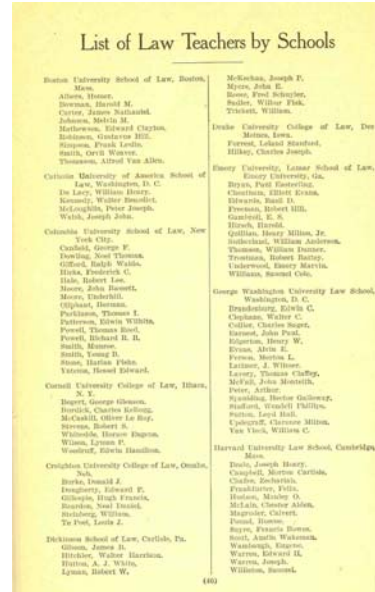 List of Law Teachers by Schools
Boston University School of Law, Boston,
Mass.
Albers, Homer.
Bowman, Harold M.
Carter, James Nathaniel.
Johnson, Melvin M.
Mathewson, Edward Clayton.
Robinson, Gustavus Hill.
Simpson, Frank Leslie.
Smith, Orvil Weaver.
Thomason, Alfred Van Allen.
Catholic University of America School of
Law, Washington, D. C.
De Lacy, William Henry.
Kennedy, Walter Benedict.
McLoughlin, Peter Joseph.
Walsh, Joseph John.
Columbia University School of Law, New
York City.
Canfield, George F.
Dowling, Noel Thomas.
Gifford, Ralph Waldo.
Hicks, Frederick C.
Hale, Robert Lee.
Moore, John Bassett.
Moore, Underhill.
Oliphant, Herman.
Parkinson, Thomas I.
Patterson, Edwin Wilhite.
Powell, Thomas Reed.
Powell, Richard R. B.
Smith, Munroe.
Smith, Young B.
Stone, Harlan Fiske.
Yntema, Hessel Edward.
Cornell University College of Law, Ithaca,
N. Y.
Bogert, George Gleason.
Burdick, Charles Kellogg.
McCaskill, Oliver Le Roy.
Stevens, Robert S.
Whiteside, Horace Eugene.
Wilson, Lyman P.
Woodruff, Edwin Hamilton.
Creighton University College of Law, Omaha,
Neb.
Burke, Donald J.
Dougherty, Edward F.
Gillespie, Hugh Francis.
Reardon, Neal Daniel.
Steinberg, William.
Te Poel, Louis J.
Dickinson School of Law, Carlisle, Pa.
Gibson, James D.
Hitchler, Walter Harrison.
Hutton, A. J. White.
Lyman, Robert W.
McKeehan, Joseph P.
Myers, John E.
Reese, Fred Schuyler.
Sadler, Wilbur Fisk.
Trickett, William.
Drake University College of Law, Des
Moines, Iowa.
Forrest, Leland Stanford.
Hilkey, Charles Joseph.
Emory University, Lamar School of Law,
Emory University, Ga.
Bryan, Paul Easterling.
Cheatham, Elliott Evans.
Edwards, Basil D.
Freeman, Robert Hill.
Gambrell, E. S.
Hirsch, Harold.
Quillian, Henry Milton, Jr.
Sutherland, William Anderson.
Thomson, William Danner.
Troutman, Robert Battey.
Underwood, Emory Marvin.
Williams, Samuel Cole.
George Washington University Law School,
Washington, D. C.
Brandenburg, Edwin C.
Clephane, Walter C.
Collier, Charles Sager.
Earnest, John Paul.
Edgerton, Henry W.
Evans, Alvin E.
Ferson, Merton L.
Latimer, J. Wilmer.
Lavery, Thomas Claffey.
McFall, John Monteith.
Peter, Arthur.
Spaulding, Hector Galloway.
Stafford, Wendell Phillips.
Sutton, Loyd Hall.
Updegraff, Clarence Milton.
Van Vleck, William C.
Harvard University Law School, Cambridge,
Mass.
Beale, Joseph Henry.
Campbell, Morton Carlisle.
Chafee, Zechariah.
Frankfurter, Felix.
Hudson, Manley O.
McLain, Chester Alden.
Magruder, Calvert.
Pound, Roscoe.
Sayre, Francis Bowes.
Scott, Austin Wakeman.
Wambaugh, Eugene.
Warren, Edward H.
Warren, Joseph.
Williston, Samuel.
(46)